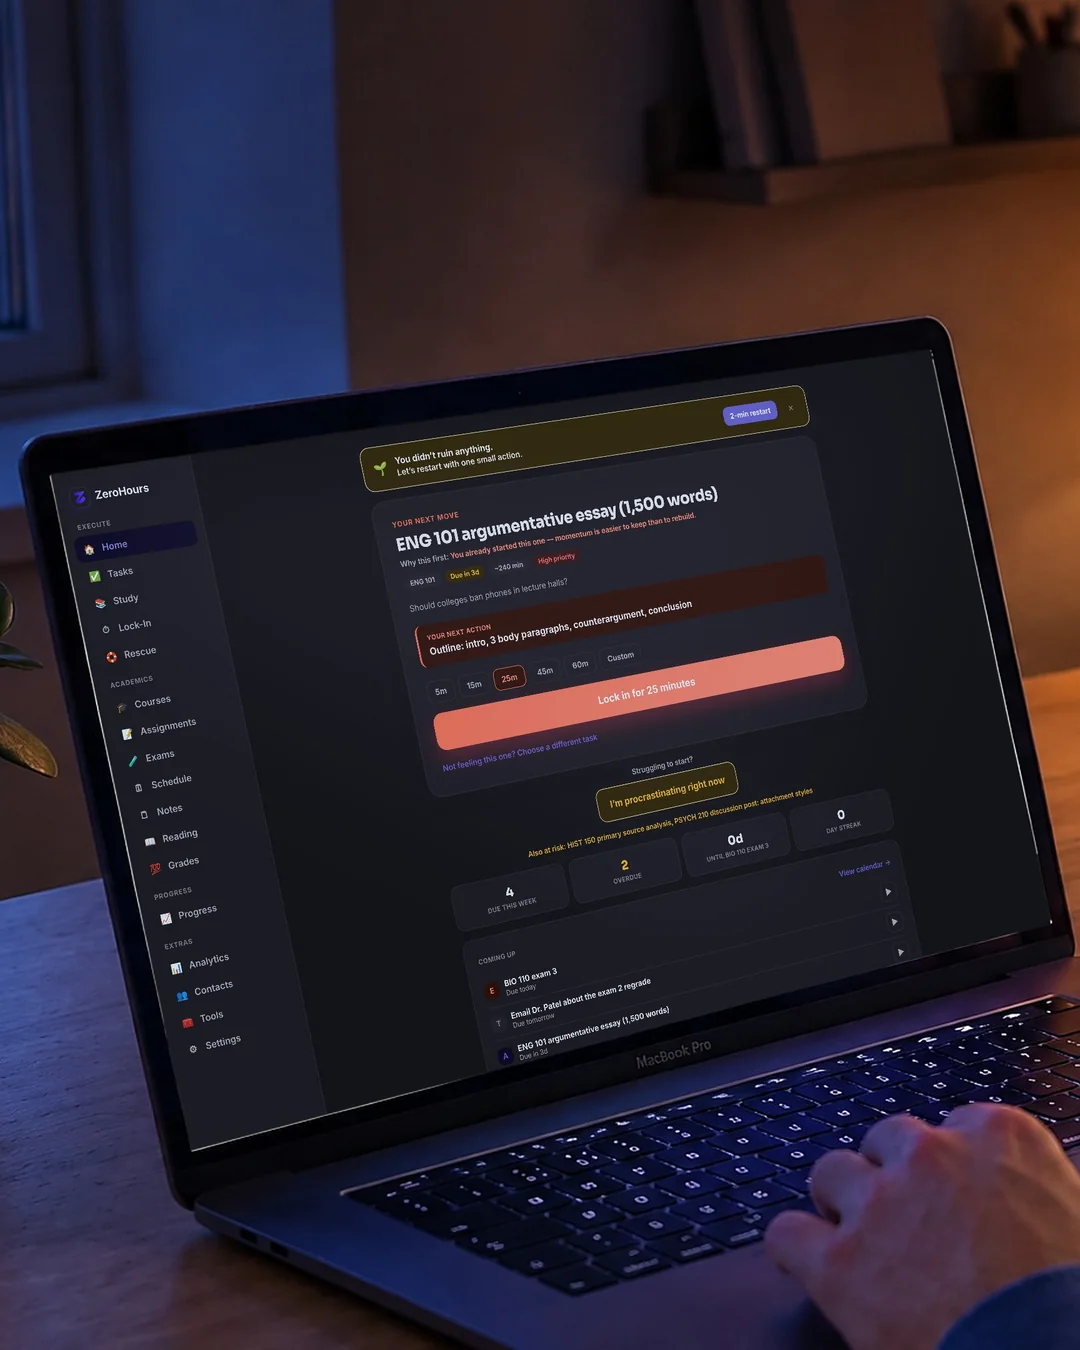 ZeroHours
EXECUTE
Home
Tasks
Study
Lock-In
Rescue
ACADEMICS
Courses
Assignments
Exams
Schedule
Notes
Reading
Grades
PROGRESS
Progress
EXTRAS
Analytics
Contacts
Tools
Settings
You didn't ruin anything.
Let's restart with one small action.
2-min restart
x
YOUR NEXT MOVE
ENG 101 argumentative essay (1,500 words)
Why this first: You already started this one -- momentum is easier to keep than to rebuild.
ENG 101 Due in 3d ~240 min High priority
Should colleges ban phones in lecture halls?
YOUR NEXT ACTION
Outline: intro, 3 body paragraphs, counterargument, conclusion
5m 15m 25m 45m 60m Custom
Lock in for 25 minutes
Not feeling this one? Choose a different task
Struggling to start?
I'm procrastinating right now
Also at risk: HIST 150 primary source analysis, PSYCH 210 discussion post: attachment styles
4
DUE THIS WEEK
2
OVERDUE
0d
UNTIL BIO 110 EXAM 3
0
DAY STREAK
COMING UP
View calendar →
E
BIO 110 exam 3
Due today
T
Email Dr. Patel about the exam 2 regrade
Due tomorrow
A
ENG 101 argumentative essay (1,500 words)
Due in 3d
MacBook Pro